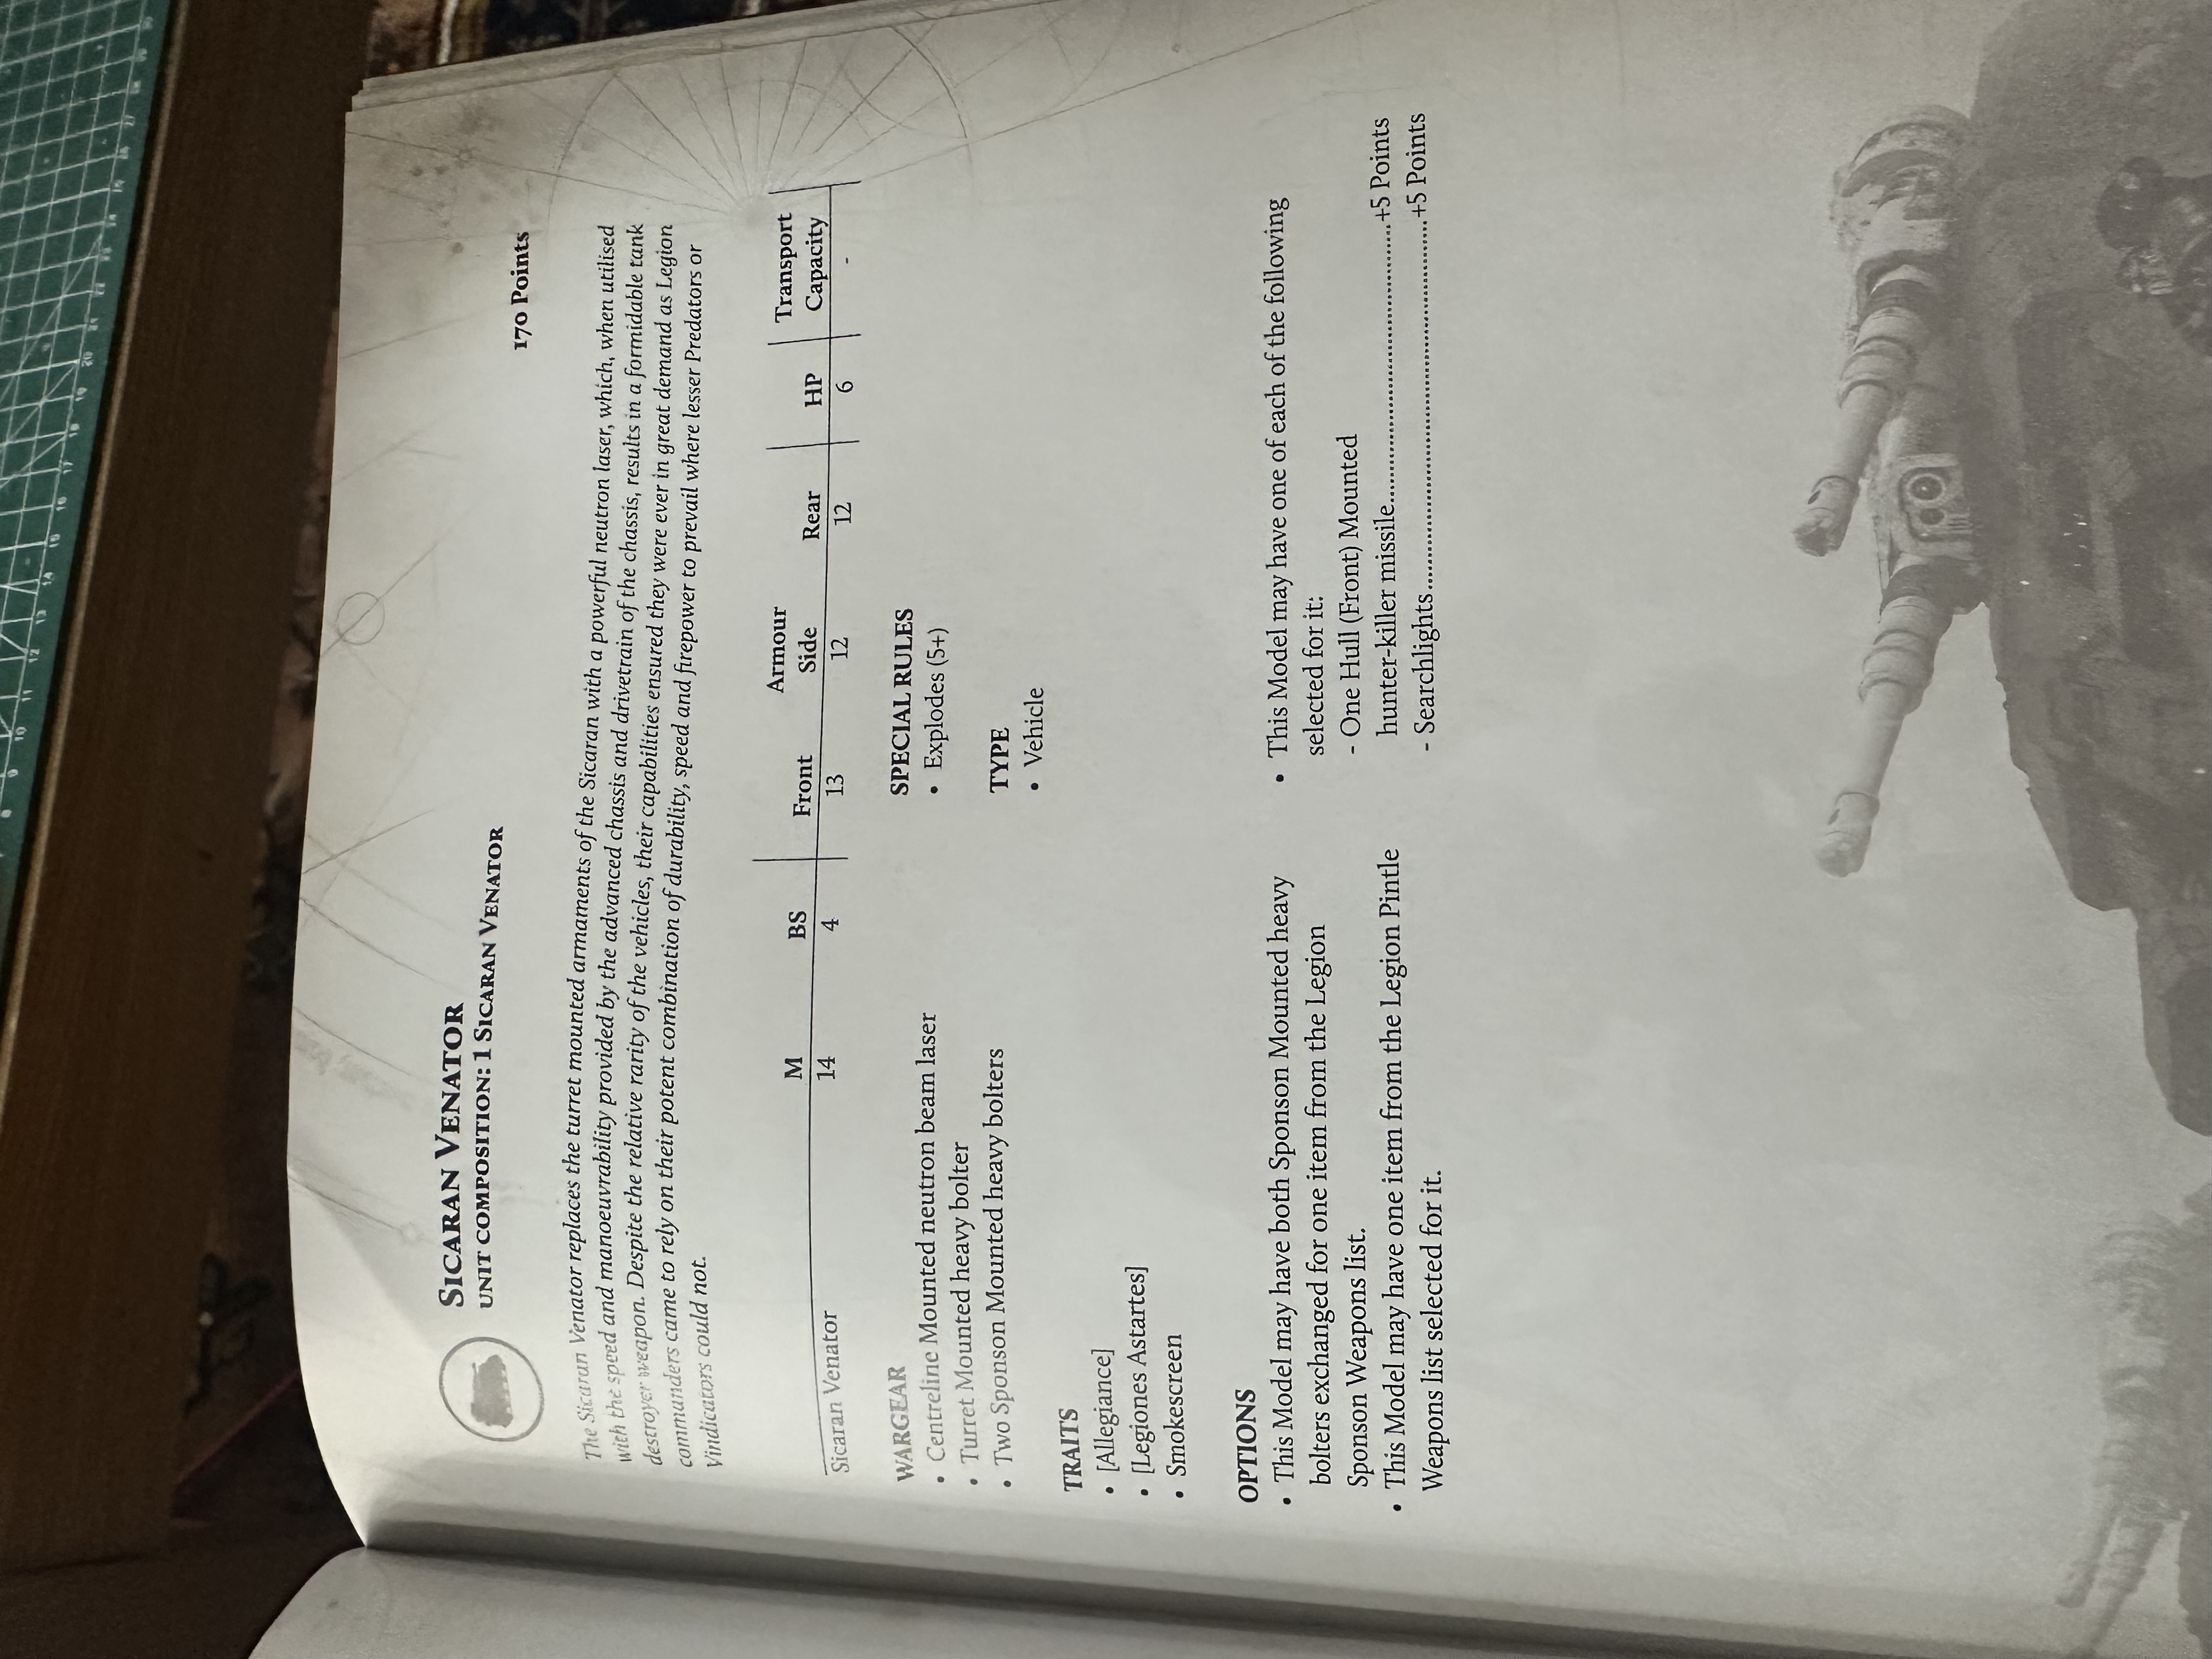 SICARAN VENATOR
UNIT COMPOSITION: 1 SICARAN VENATOR
170 Points
The Sicaran Venator replaces the turret mounted armaments of the Sicaran with a powerful neutron laser, which, when utilised
with the speed and manoeuvrability provided by the advanced chassis and drivetrain of the chassis, results in a formidable tank
destroyer weapon. Despite the relative rarity of the vehicles, their capabilities ensured they were ever in great demand as Legion
commanders came to rely on their potent combination of durability, speed and firepower to prevail where lesser Predators or
Vindicators could not.
Armour Transport
M BS Front Side Rear HP Capacity
Sicaran Venator 14 4 13 12 12 6 -
WARGEAR
• Centreline Mounted neutron beam laser
• Turret Mounted heavy bolter
• Two Sponson Mounted heavy bolters
TRAITS
• [Allegiance]
• [Legiones Astartes]
• Smokescreen
SPECIAL RULES
• Explodes (5+)
TYPE
• Vehicle
OPTIONS
• This Model may have both Sponson Mounted heavy
bolters exchanged for one item from the Legion
Sponson Weapons list.
• This Model may have one item from the Legion Pintle
Weapons list selected for it.
• This Model may have one of each of the following
selected for it:
- One Hull (Front) Mounted
hunter-killer missile..........+5 Points
- Searchlights..........+5 Points